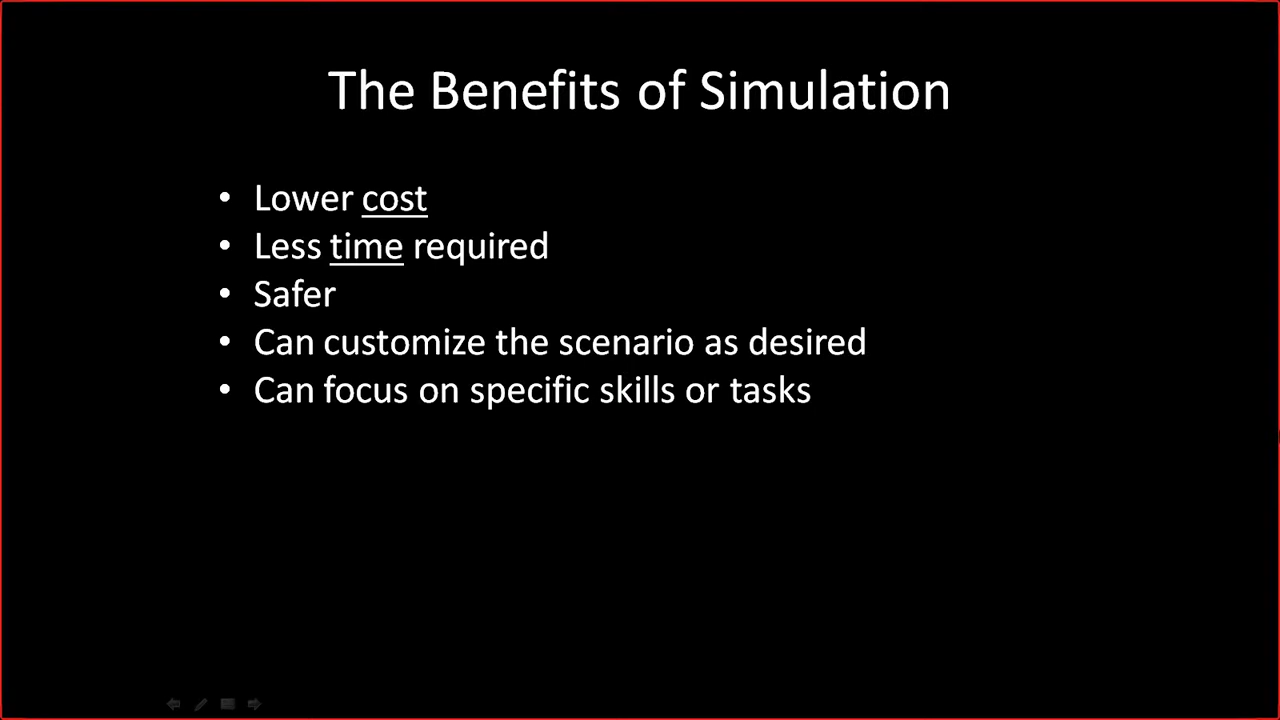 The Benefits of Simulation
• Lower cost
• Less time required
• Safer
• Can customize the scenario as desired
• Can focus on specific skills or tasks